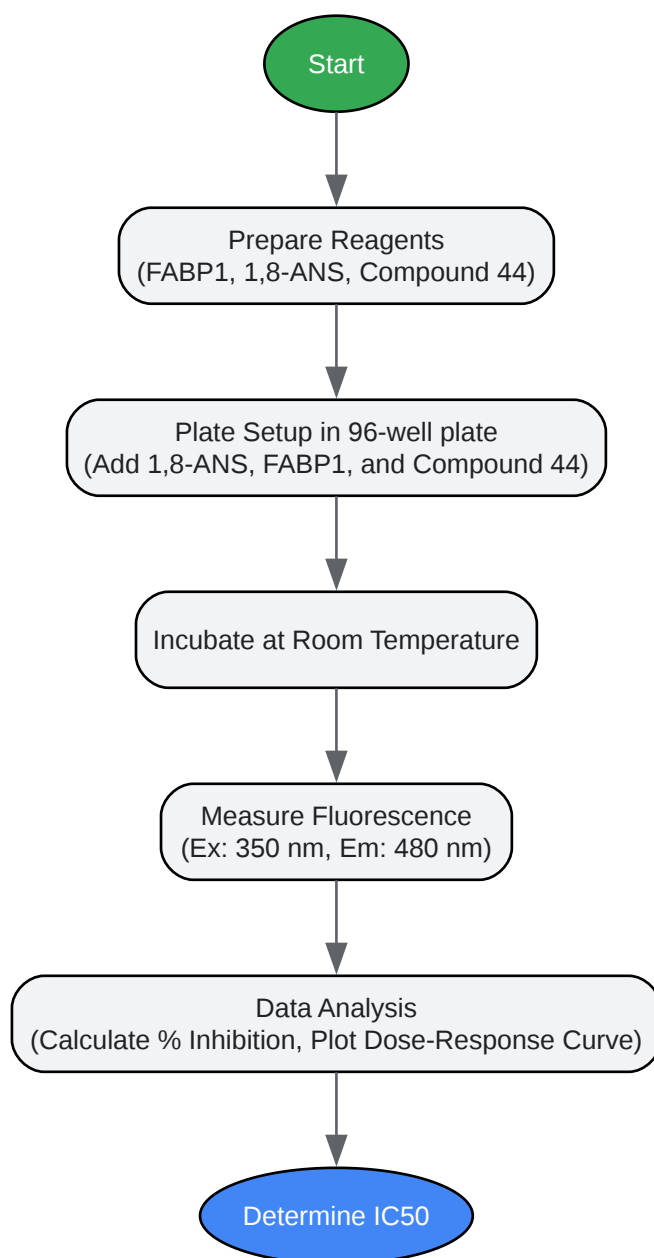 Start
Prepare Reagents
(FABP1, 1,8-ANS, Compound 44)
Plate Setup in 96-well plate
(Add 1,8-ANS, FABP1, and Compound 44)
Incubate at Room Temperature
Measure Fluorescence
(Ex: 350 nm, Em: 480 nm)
Data Analysis
(Calculate % Inhibition, Plot Dose-Response Curve)
Determine IC50